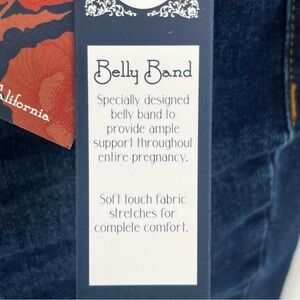 Belly Band
Specially designed
belly band to
provide ample
support throughout
entire pregnancy.
Soft touch fabric
stretches for
complete comfort.
alifornia